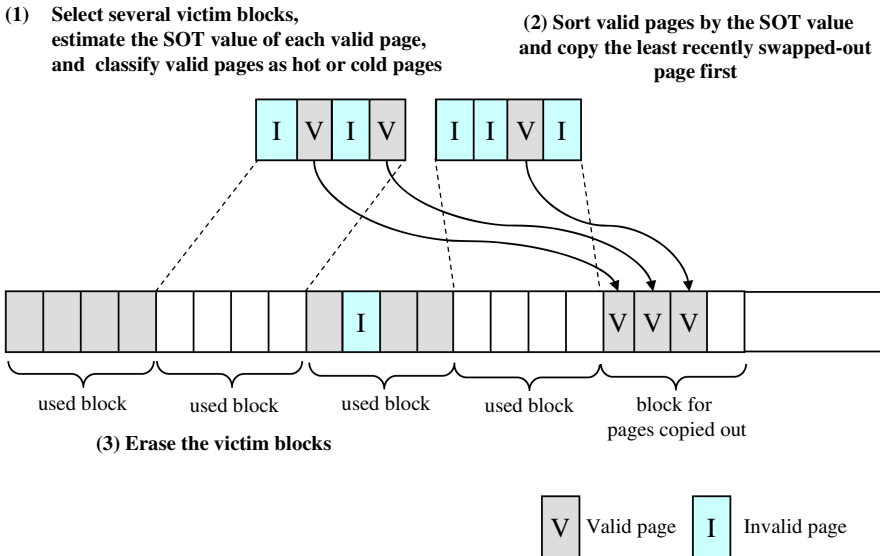 (1) Select several victim blocks,
estimate the SOT value of each valid page,
and classify valid pages as hot or cold pages
(2) Sort valid pages by the SOT value
and copy the least recently swapped-out
page first
I V I V I I V I
I V V V
used block used block used block used block block for
pages copied out
(3) Erase the victim blocks
V Valid page I Invalid page